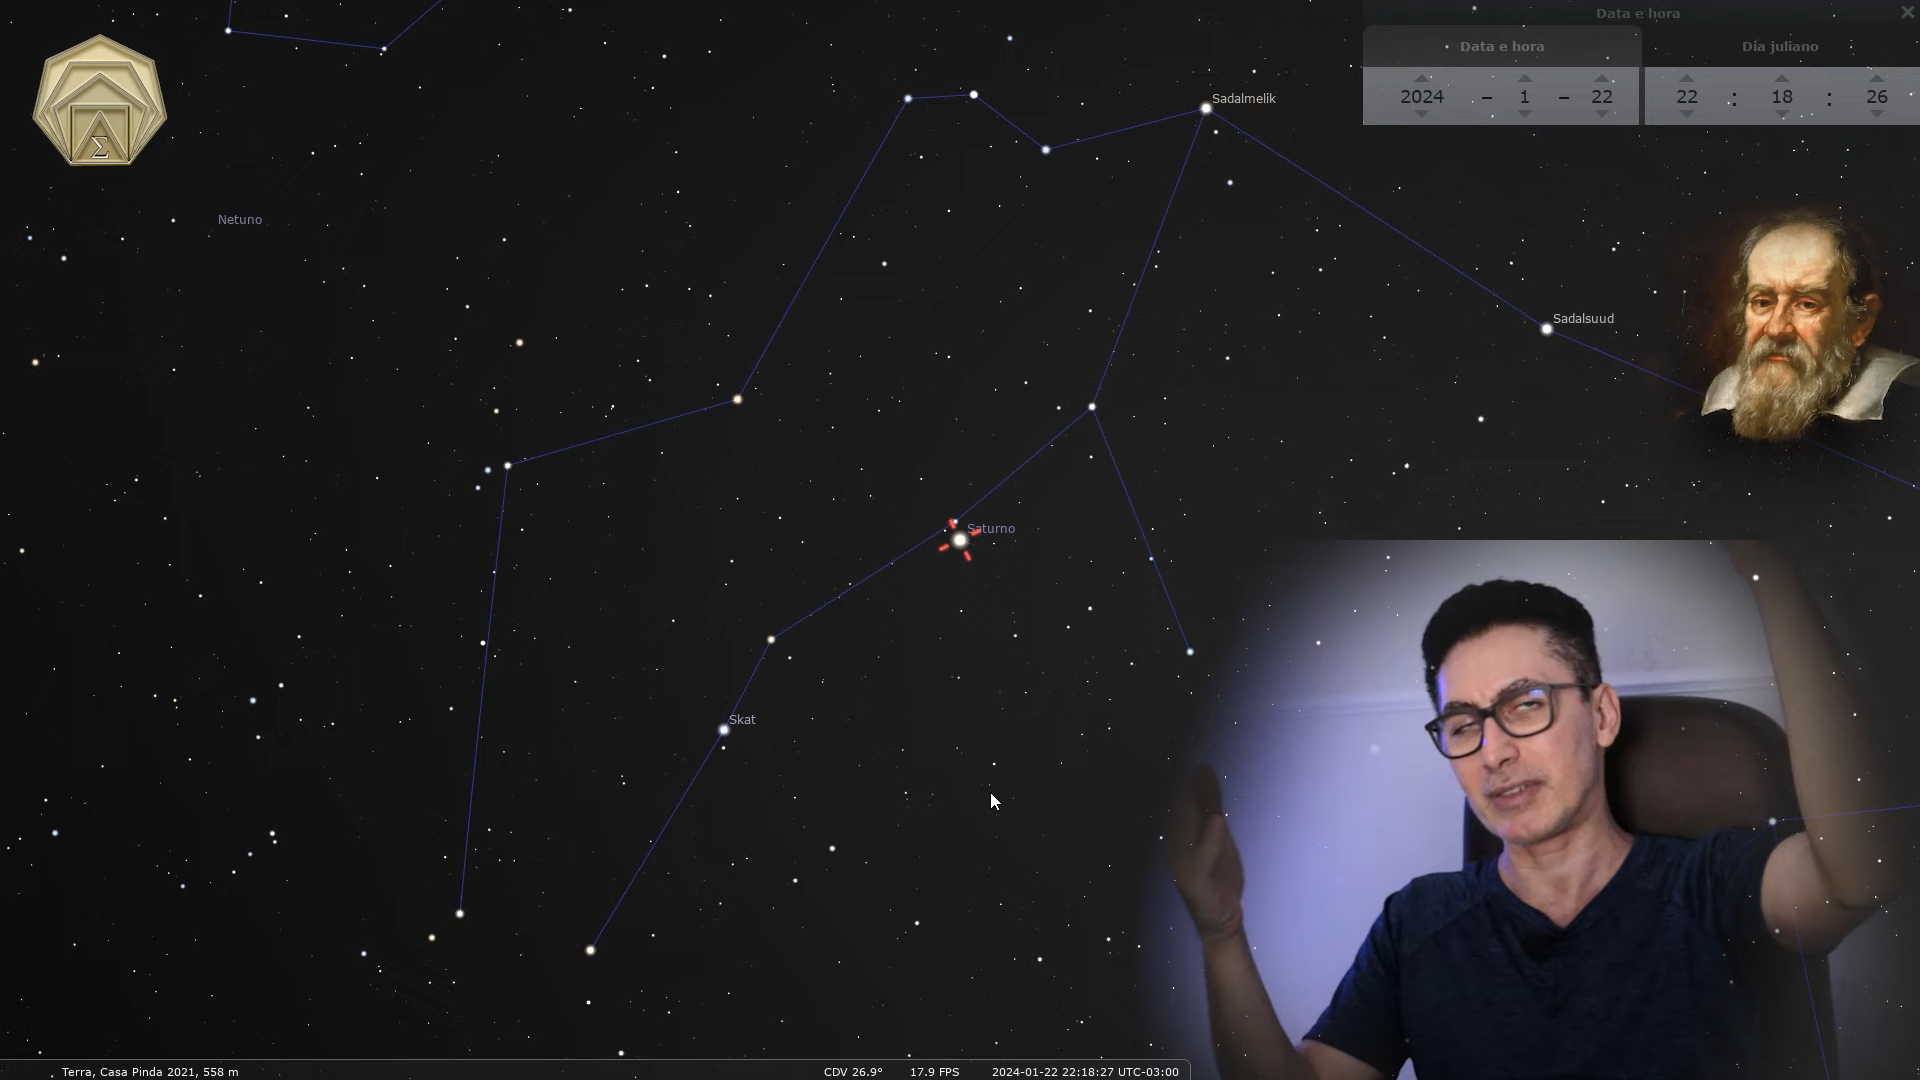 Data e hora
Data e hora
Dia juliano
2024 - 1 - 22
22 : 18 : 26
Sadalmelik
Netuno
Sadalsuud
Saturno
Skat
Σ
Terra, Casa Pinda 2021, 558 m
CDV 26.9°
17.9 FPS
2024-01-22 22:18:27 UTC-03:00